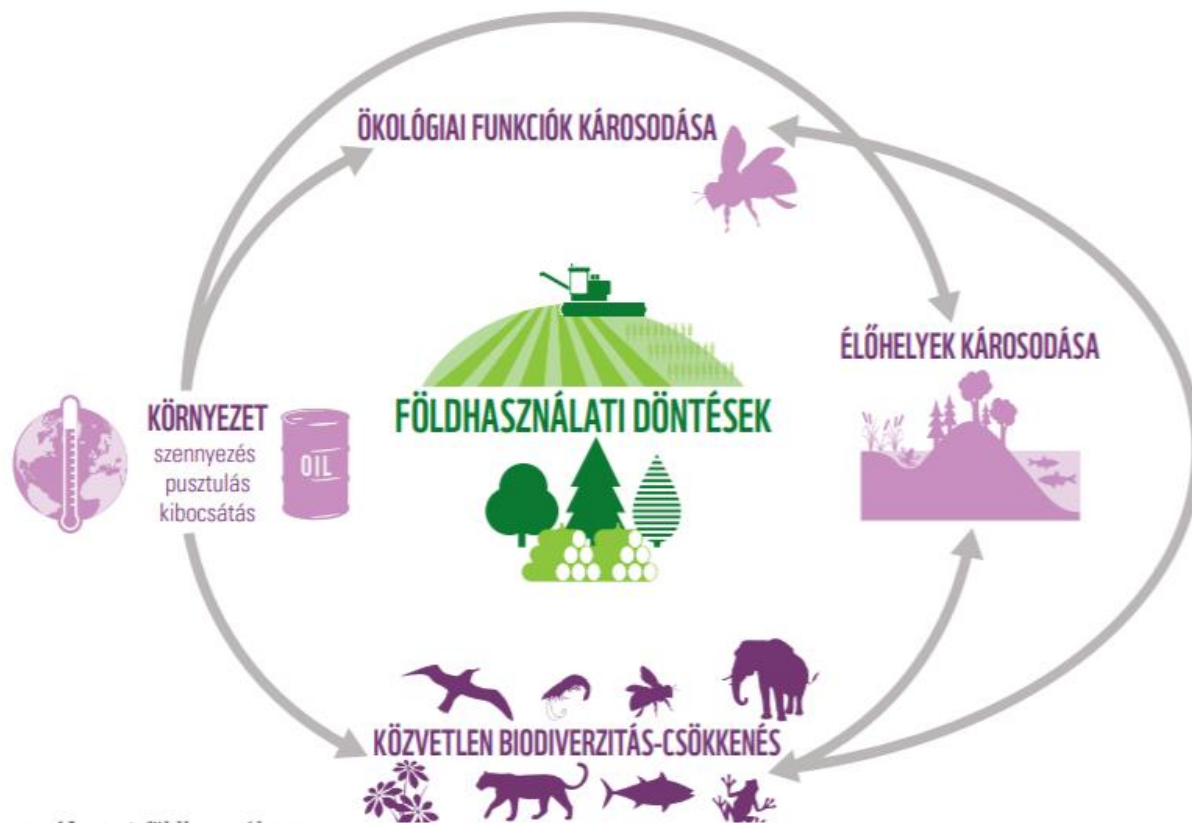 ÖKOLÓGIAI FUNKCIÓK KÁROSODÁSA
ÉLŐHELYEK KÁROSODÁSA
KÖRNYEZET
szennyezés
pusztulás
kibocsátás
OIL
FÖLDHASZNÁLATI DÖNTÉSEK
KÖZVETLEN BIODIVERZITÁS-CSÖKKENÉS